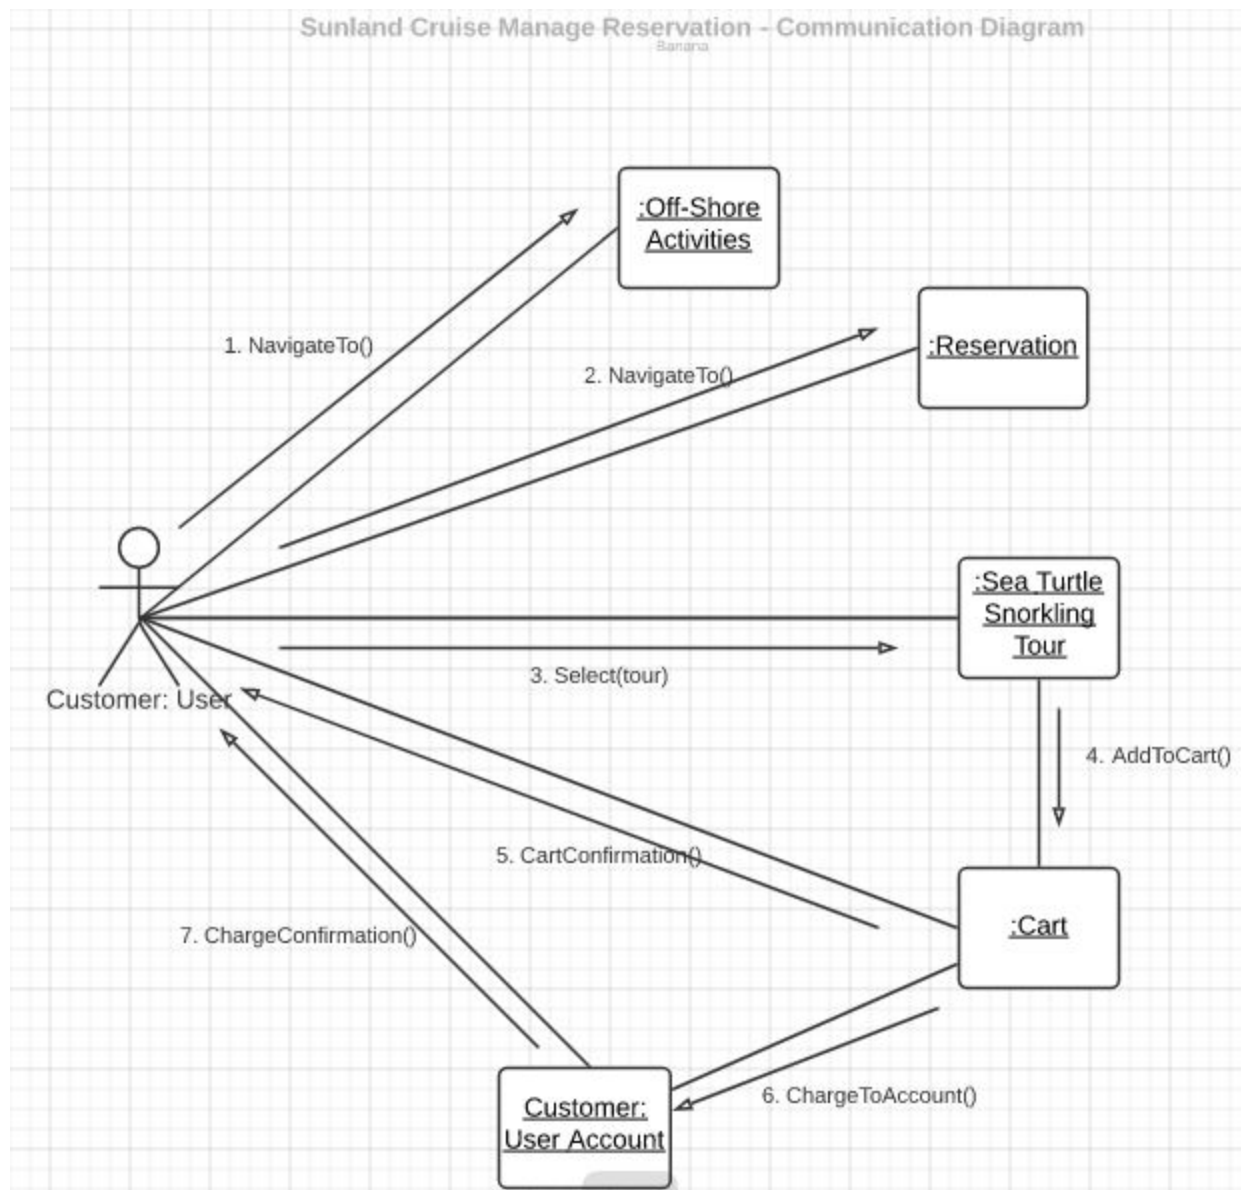 Sunland Cruise Manage Reservation - Communication Diagram
Banana
:Off-Shore
Activities
:Reservation
1. NavigateTo()
2. NavigateTo()
:Sea Turtle
Snorkling
Tour
3. Select(tour)
Customer: User
4. AddToCart()
5. CartConfirmation()
:Cart
7. ChargeConfirmation()
6. ChargeToAccount()
Customer:
User Account